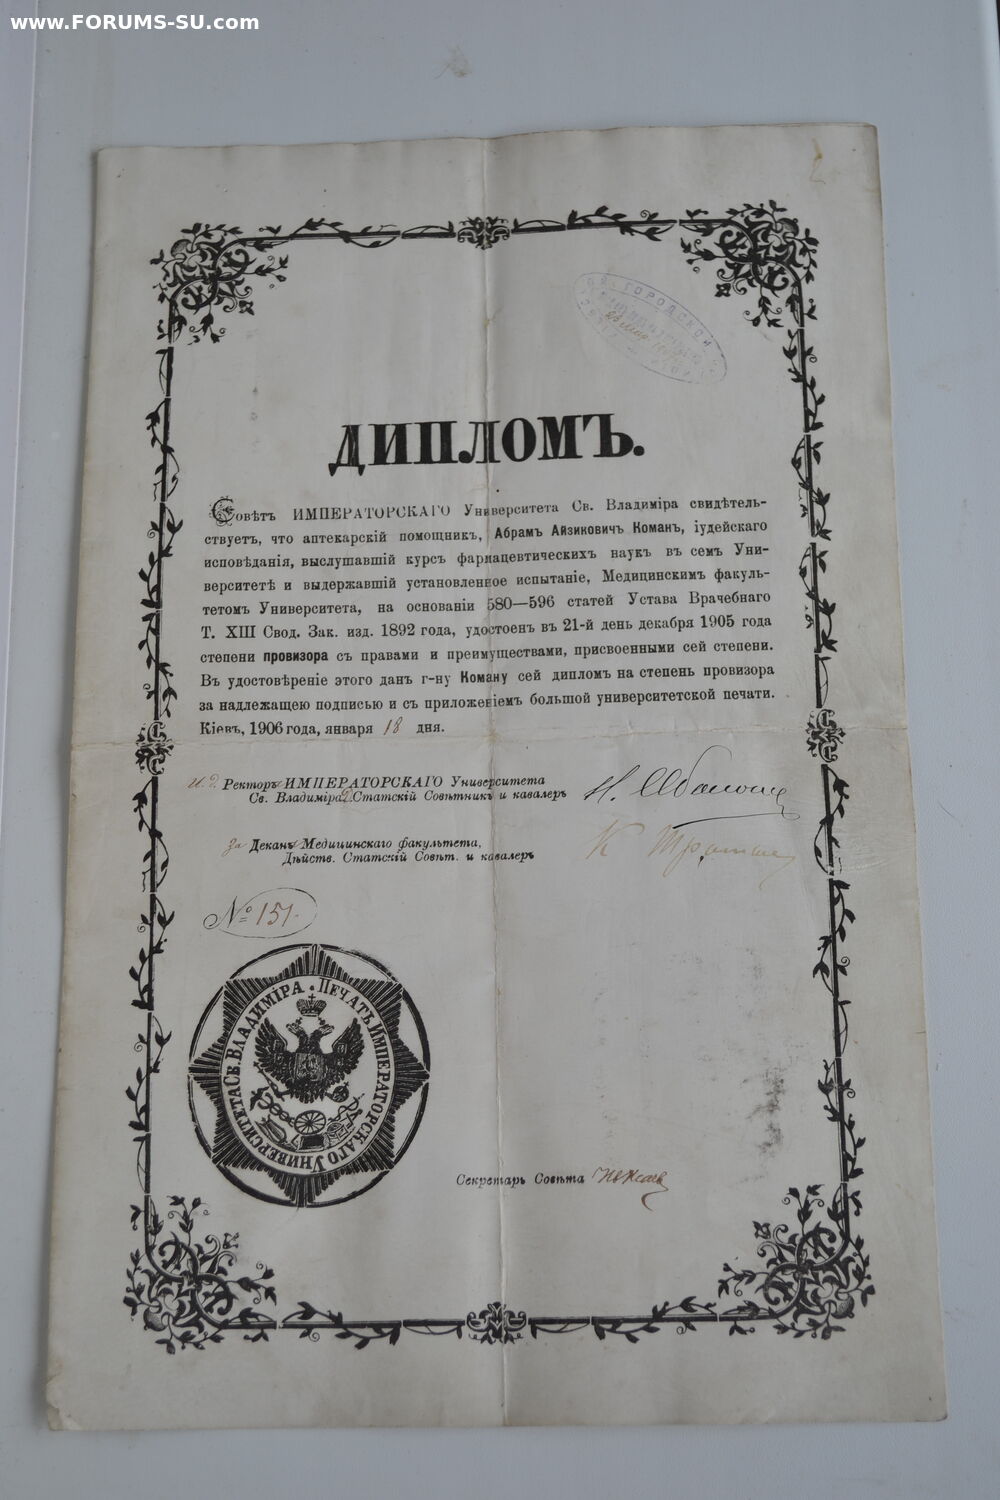 www.FORUMS-SU.com
2
ГОРОДСКОЙ
ДИПЛОМЪ.
Совѣтъ ИМПЕРАТОРСКАГО Университета Св. Владиміра свидѣтель-
ствуетъ, что аптекарскій помощникъ, Абрамъ Айзиковичъ Команъ, іудейскаго
исповѣданія, выслушавшій курсъ фармацевтическихъ наукъ въ семъ Уни-
верситетѣ и выдержавшій установленное испытаніе, Медицинскимъ факуль-
тетомъ Университета, на основаніи 580—596 статей Устава Врачебнаго
Т. XIII Свод. Зак. изд. 1892 года, удостоенъ въ 21-й день декабря 1905 года
степени провизора съ правами и преимуществами, присвоенными сей степени.
Въ удостовѣреніе этого данъ г-ну Коману сей дипломъ на степень провизора
за надлежащею подписью и съ приложеніемъ большой университетской печати.
Кіевъ, 1906 года, января 18 дня.
И. д. Ректоръ ИМПЕРАТОРСКАГО Университета
Св. Владиміра Д. Статскій Совѣтникъ и кавалеръ
За Декана Медицинскаго факультета,
Дѣйств. Статскій Совѣт. и кавалеръ
№ 151.
ПЕЧАТЬ ИМПЕРАТОРСКАГО УНИВЕРСИТЕТА СВ. ВЛАДИМІРА
Секретарь Совѣта